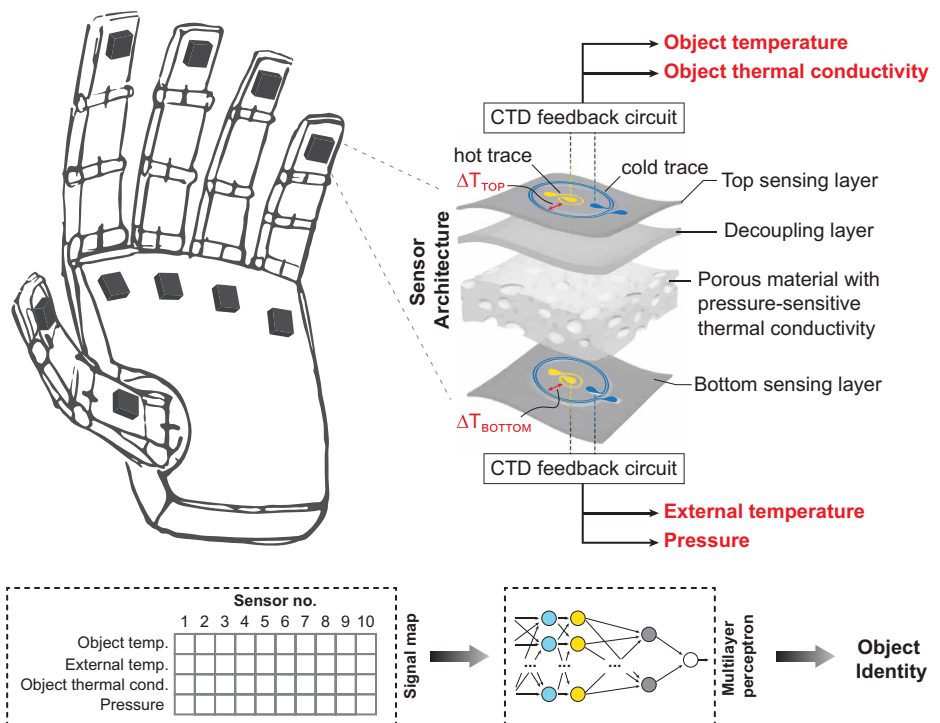 Object temperature
Object thermal conductivity
CTD feedback circuit
hot trace
cold trace
ΔT_TOP
Top sensing layer
Decoupling layer
Sensor
Architecture
Porous material with
pressure-sensitive
thermal conductivity
Bottom sensing layer
ΔT_BOTTOM
CTD feedback circuit
External temperature
Pressure
Sensor no.
1 2 3 4 5 6 7 8 9 10
Object temp.
External temp.
Object thermal cond.
Pressure
Signal map
...
...
...
Multilayer
perceptron
Object
Identity